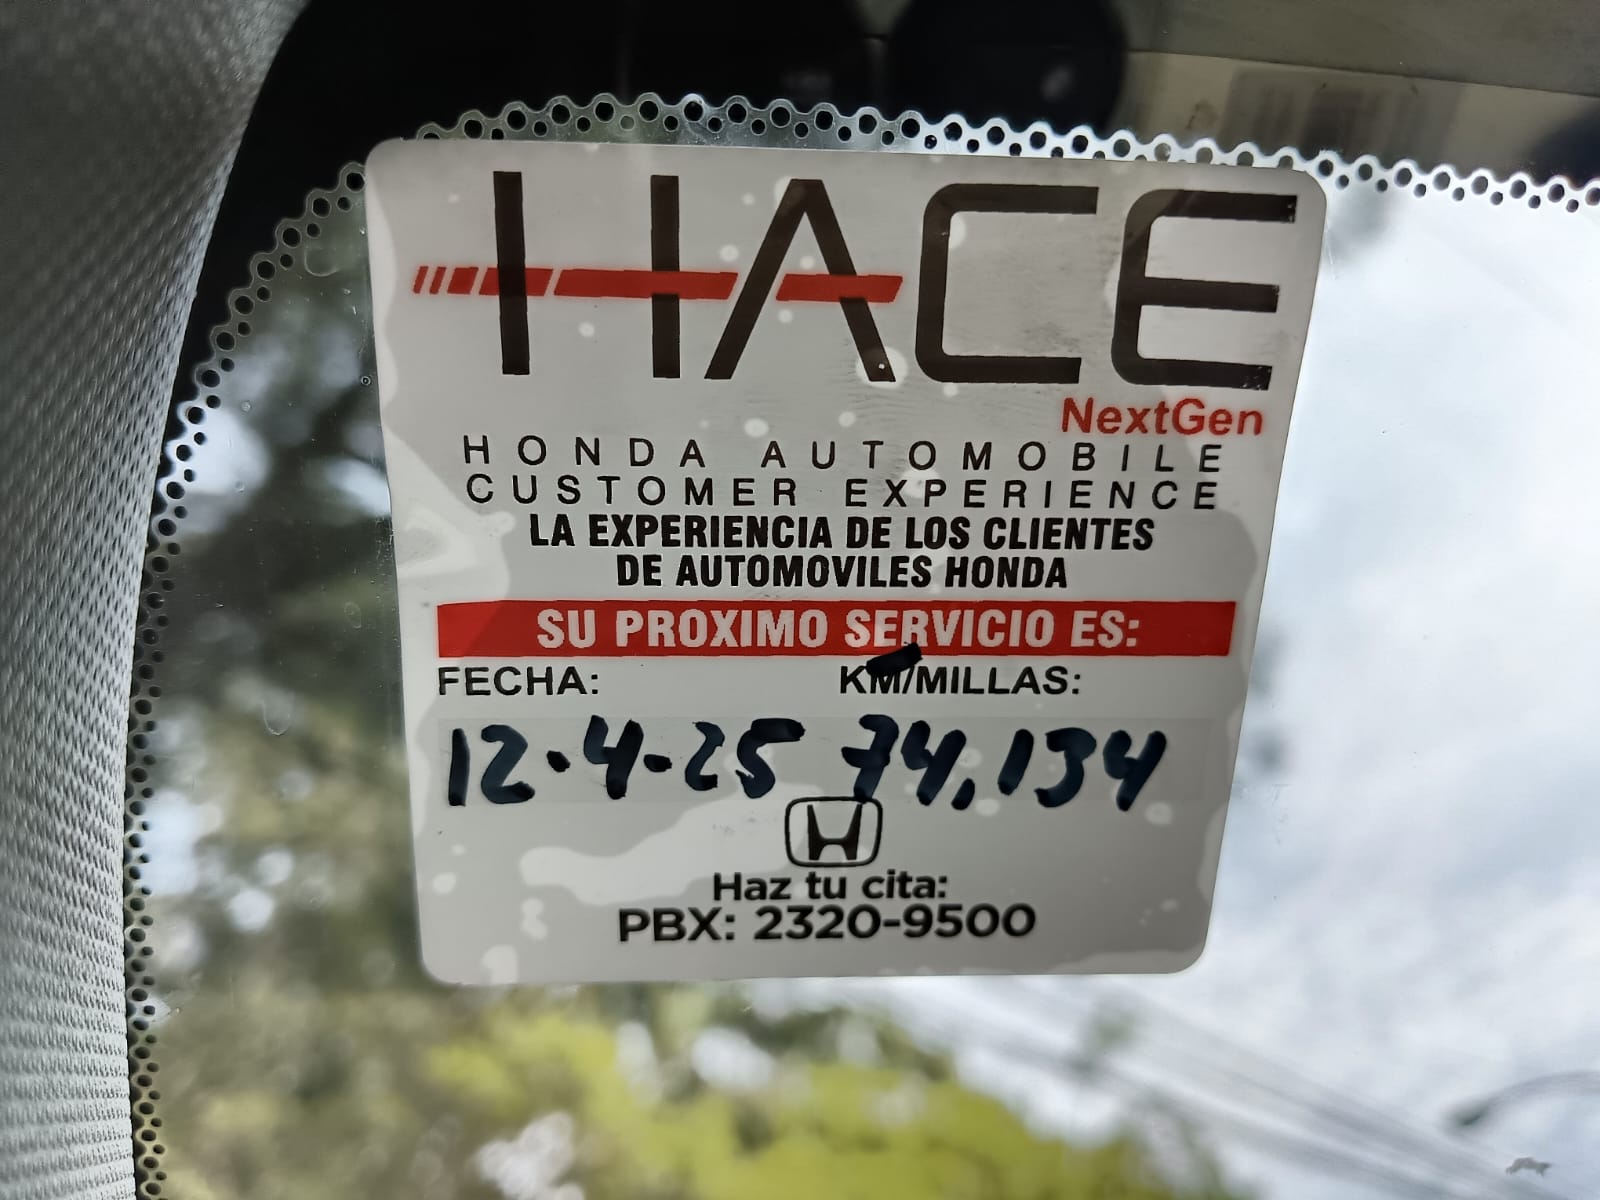 HACE
NextGen
HONDA AUTOMOBILE
CUSTOMER EXPERIENCE
LA EXPERIENCIA DE LOS CLIENTES
DE AUTOMOVILES HONDA
SU PROXIMO SERVICIO ES:
FECHA: KM/MILLAS:
12-4-25 74,134
Haz tu cita:
PBX: 2320-9500